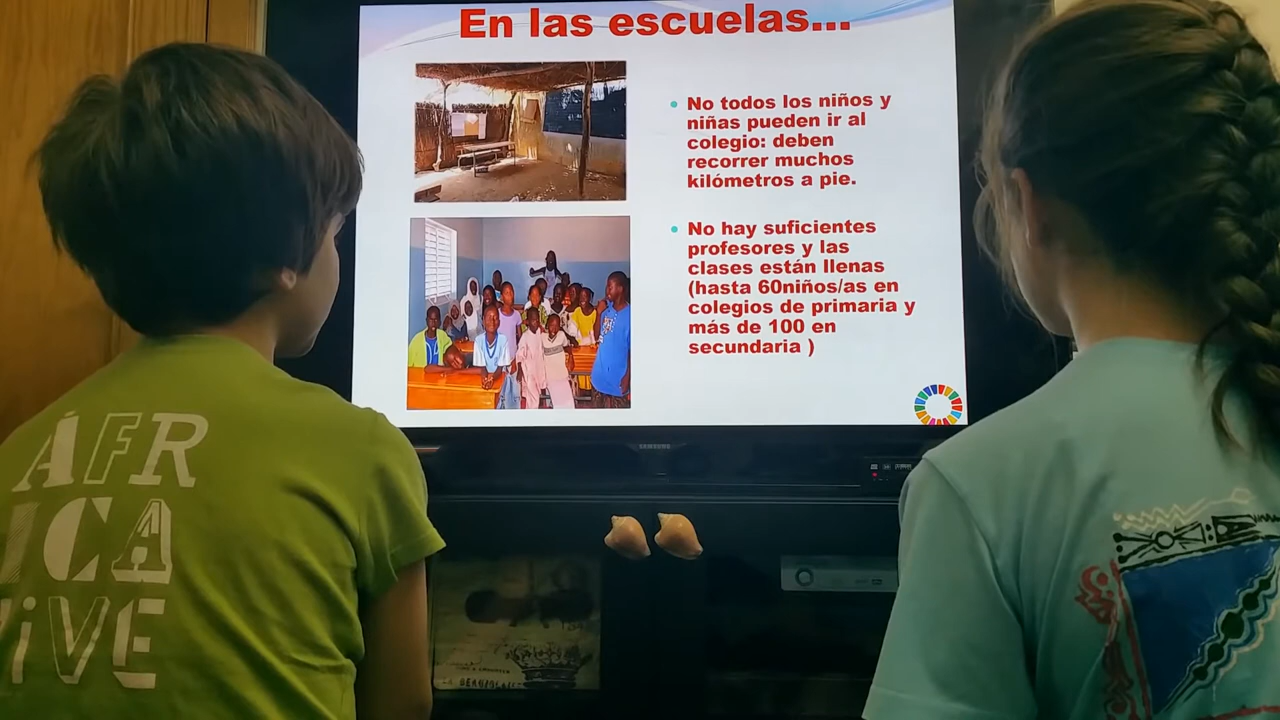 En las escuelas...
No todos los niños y
niñas pueden ir al
colegio: deben
recorrer muchos
kilómetros a pie.
No hay suficientes
profesores y las
clases están llenas
(hasta 60niños/as en
colegios de primaria y
más de 100 en
secundaria )
SAMSUNG
ÁFR
ICA
ViVE